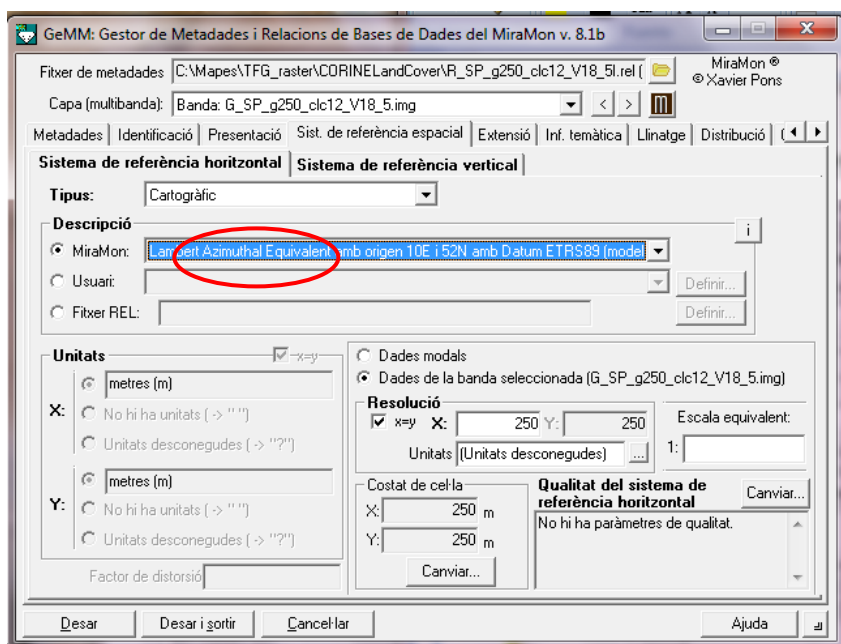 GeMM: Gestor de Metadades i Relacions de Bases de Dades del MiraMon v. 8.1b
Fitxer de metadades C:\Mapes\TFG_raster\CORINELandCover\R_SP_g250_clc12_V18_5I.rel (
MiraMon ®
© Xavier Pons
Capa (multibanda): Banda: G_SP_g250_clc12_V18_5.img
Metadades Identificació Presentació Sist. de referència espacial Extensió Inf. temàtica Llinatge Distribució
Sistema de referència horitzontal Sistema de referència vertical
Tipus: Cartogràfic
Descripció
i
MiraMon: Lambert Azimuthal Equivalent amb origen 10E i 52N amb Datum ETRS89 (model
Usuari: Definir...
Fitxer REL: Definir...
Unitats x=y
X: metres (m)
No hi ha unitats ( -> " ")
Unitats desconegudes ( -> "?")
Y: metres (m)
No hi ha unitats ( -> " ")
Unitats desconegudes ( -> "?")
Factor de distorsió
Dades modals
Dades de la banda seleccionada (G_SP_g250_clc12_V18_5.img)
Resolució
x=y X: 250 Y: 250
Unitats (Unitats desconegudes) ...
Escala equivalent:
1:
Costat de cel·la
X: 250 m
Y: 250 m
Canviar...
Qualitat del sistema de
referència horitzontal
Canviar...
No hi ha paràmetres de qualitat.
Desar Desar i sortir Cancel·lar Ajuda